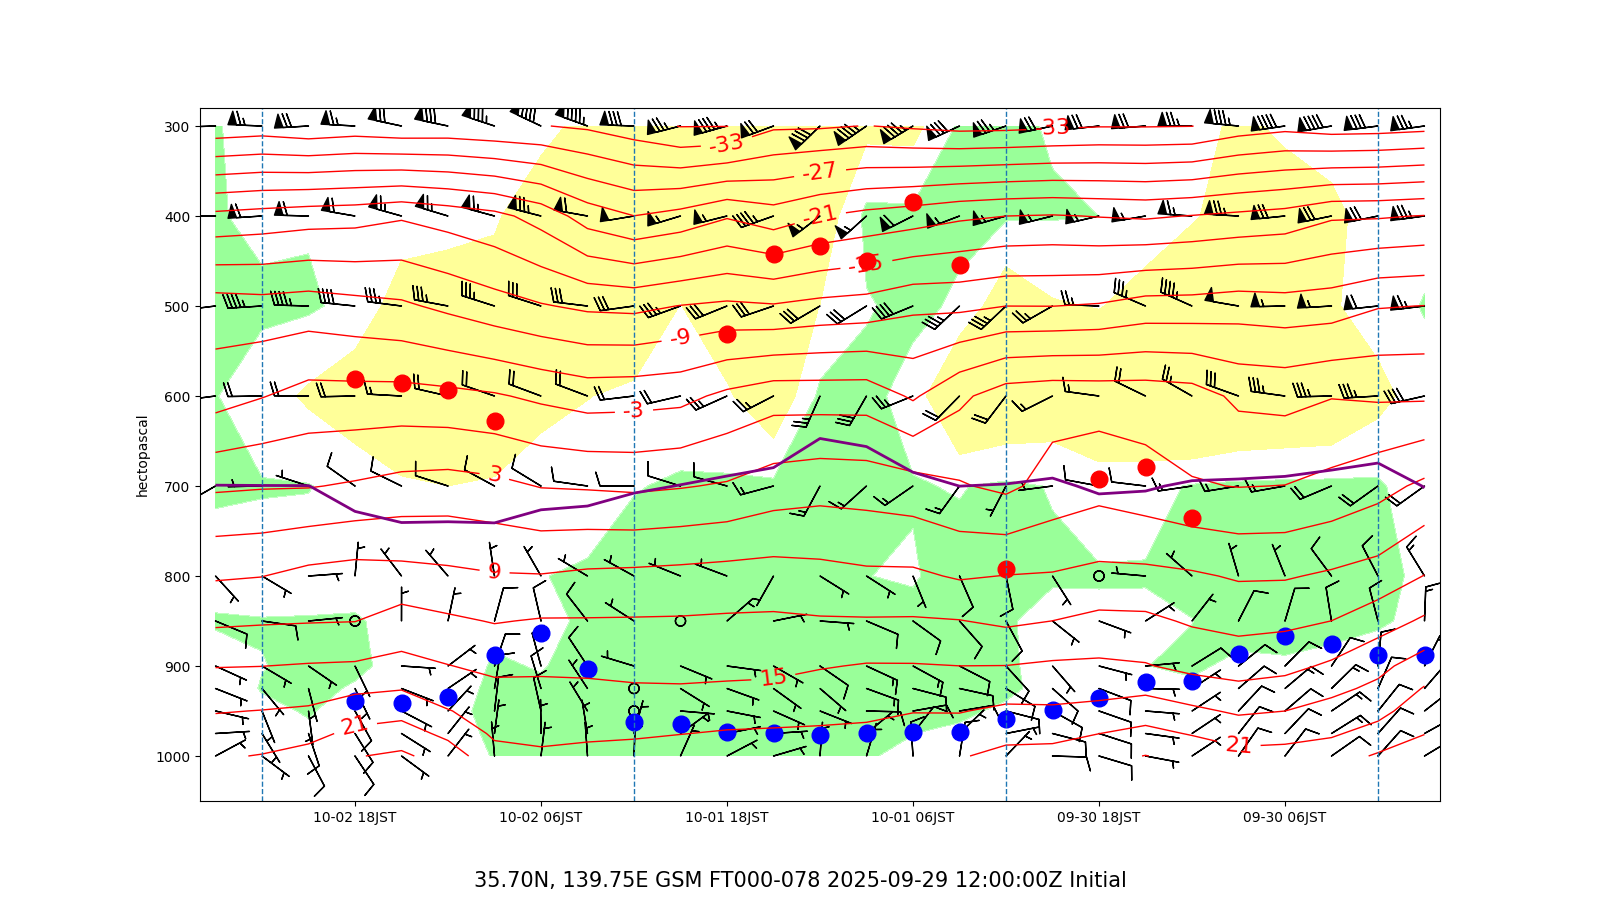 hectopascal
300
400
500
600
700
800
900
1000
-33
33
-27
-21
-15
-9
-3
3
9
15
21
21
10-02 18JST
10-02 06JST
10-01 18JST
10-01 06JST
09-30 18JST
09-30 06JST
35.70N, 139.75E GSM FT000-078 2025-09-29 12:00:00Z Initial